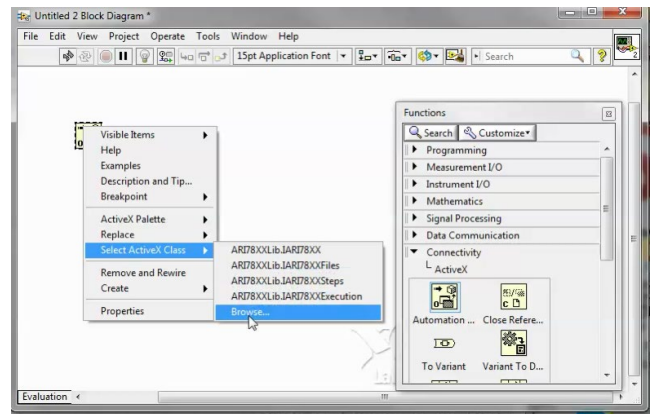 Untitled 2 Block Diagram *
File Edit View Project Operate Tools Window Help
15pt Application Font
Search
2
Functions
Search Customize
Programming
Measurement I/O
Instrument I/O
Mathematics
Signal Processing
Data Communication
Connectivity
ActiveX
Automation ... Close Refere...
To Variant Variant To D...
Visible Items
Help
Examples
Description and Tip...
Breakpoint
ActiveX Palette
Replace
Select ActiveX Class
Remove and Rewire
Create
Properties
ARI78XXLib.IARI78XX
ARI78XXLib.IARI78XXFiles
ARI78XXLib.IARI78XXSteps
ARI78XXLib.IARI78XXExecution
Browse...
Evaluation